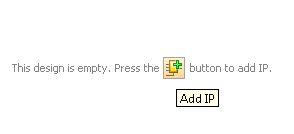 This design is empty. Press the button to add IP.
Add IP